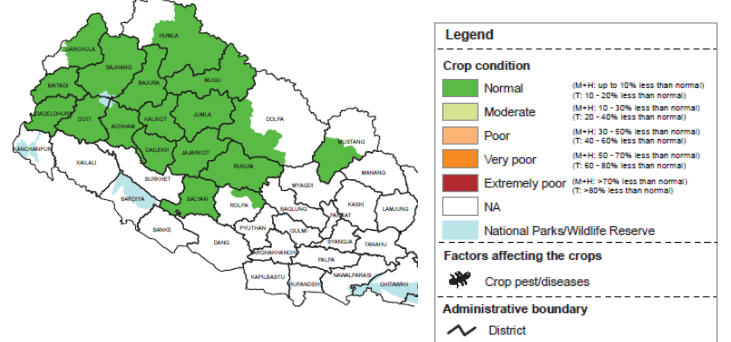 HUMLA
DARCHULA
BAJHANG
BAJURA
MUGU
BAITADI
DADELDHURA
DOTI
ACHHAM
KALIKOT
JUMLA
DOLPA
MUSTANG
KANCHANPUR
KAILALI
DAILEKH
JAJARKOT
RUKUM
MANANG
SURKHET
MYAGDI
BARDIYA
SALYAN
ROLPA
BAGLUNG
KASKI
PARBAT
LAMJUNG
BANKE
DANG
PYUTHAN
GULMI
SYANGJA
TANAHU
ARGHAKHANCHI
PALPA
KAPILBASTU
RUPANDEHI
NAWALPARASI
CHITAWAN
Legend
Crop condition
Normal (M+H: up to 10% less than normal)
(T: 10 - 20% less than normal)
Moderate (M+H: 10 - 30% less than normal)
(T: 20 - 40% less than normal)
Poor (M+H: 30 - 50% less than normal)
(T: 40 - 60% less than normal)
Very poor (M+H: 50 - 70% less than normal)
(T: 60 - 80% less than normal)
Extremely poor (M+H: >70% less than normal)
(T: >80% less than normal)
NA
National Parks/Wildlife Reserve
Factors affecting the crops
Crop pest/diseases
Administrative boundary
District